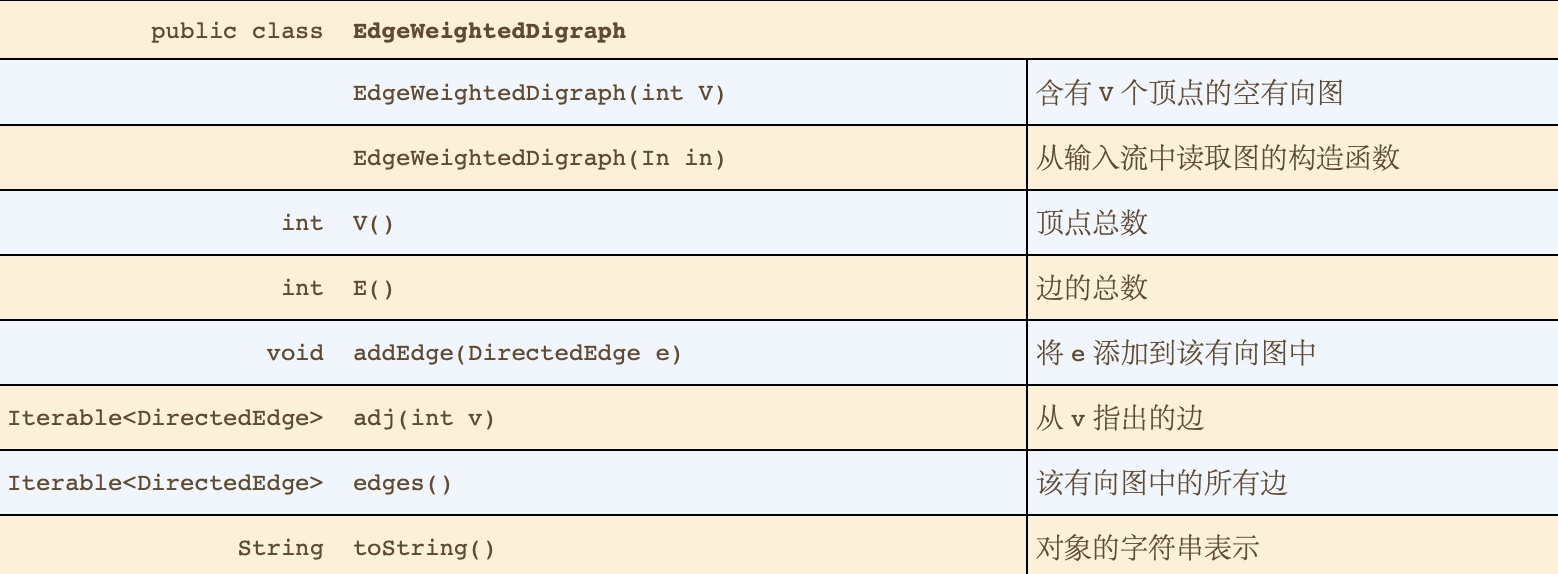 public class EdgeWeightedDigraph
EdgeWeightedDigraph(int V) 含有 V 个顶点的空有向图
EdgeWeightedDigraph(In in) 从输入流中读取图的构造函数
int V() 顶点总数
int E() 边的总数
void addEdge(DirectedEdge e) 将 e 添加到该有向图中
Iterable<DirectedEdge> adj(int v) 从 v 指出的边
Iterable<DirectedEdge> edges() 该有向图中的所有边
String toString() 对象的字符串表示